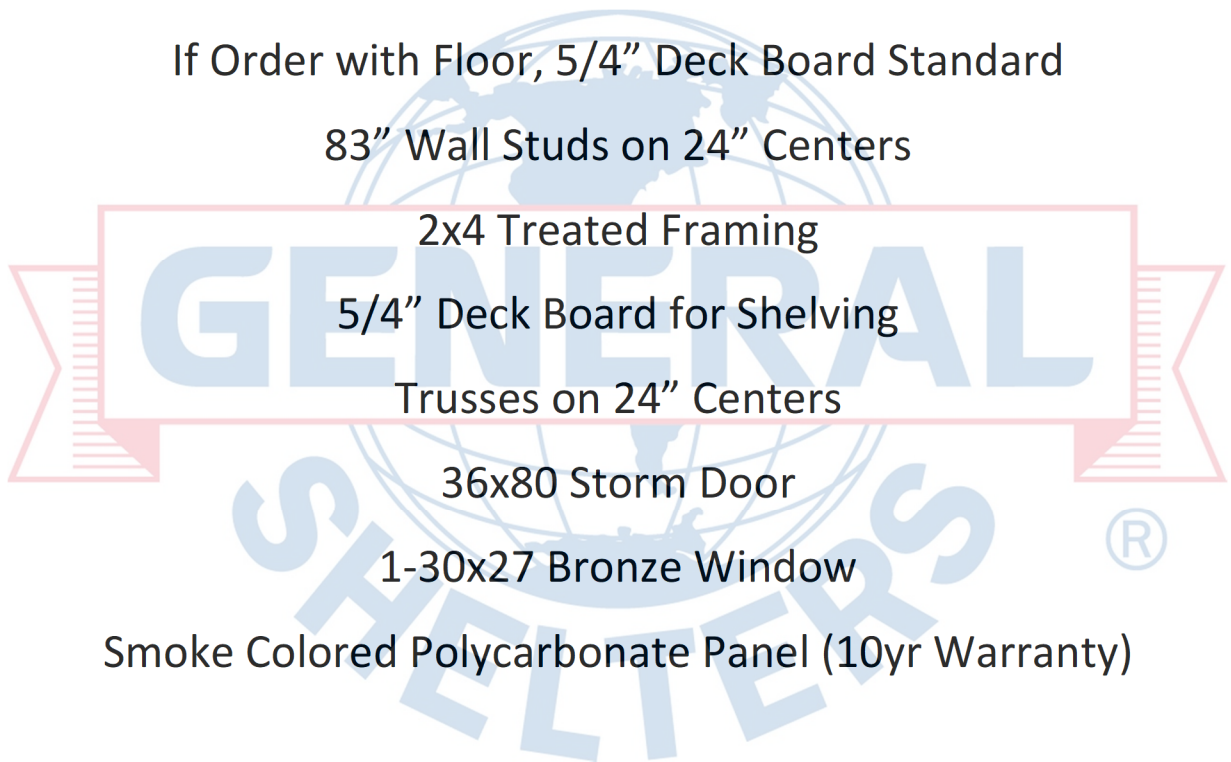 If Order with Floor, 5/4” Deck Board Standard
83” Wall Studs on 24” Centers
2x4 Treated Framing
GENERAL
5/4” Deck Board for Shelving
Trusses on 24” Centers
36x80 Storm Door
1-30x27 Bronze Window
Smoke Colored Polycarbonate Panel (10yr Warranty)
SHELTERS
®